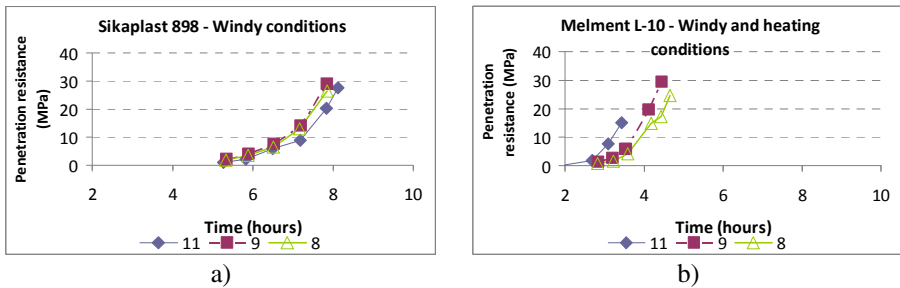 Sikaplast 898 - Windy conditions
Penetration resistance
(MPa)
40
30
20
10
0
2 4 6 8 10
Time (hours)
11 9 8
a)
Melment L-10 - Windy and heating
conditions
Penetration
resistance (MPa)
40
30
20
10
0
2 4 6 8 10
Time (hours)
11 9 8
b)